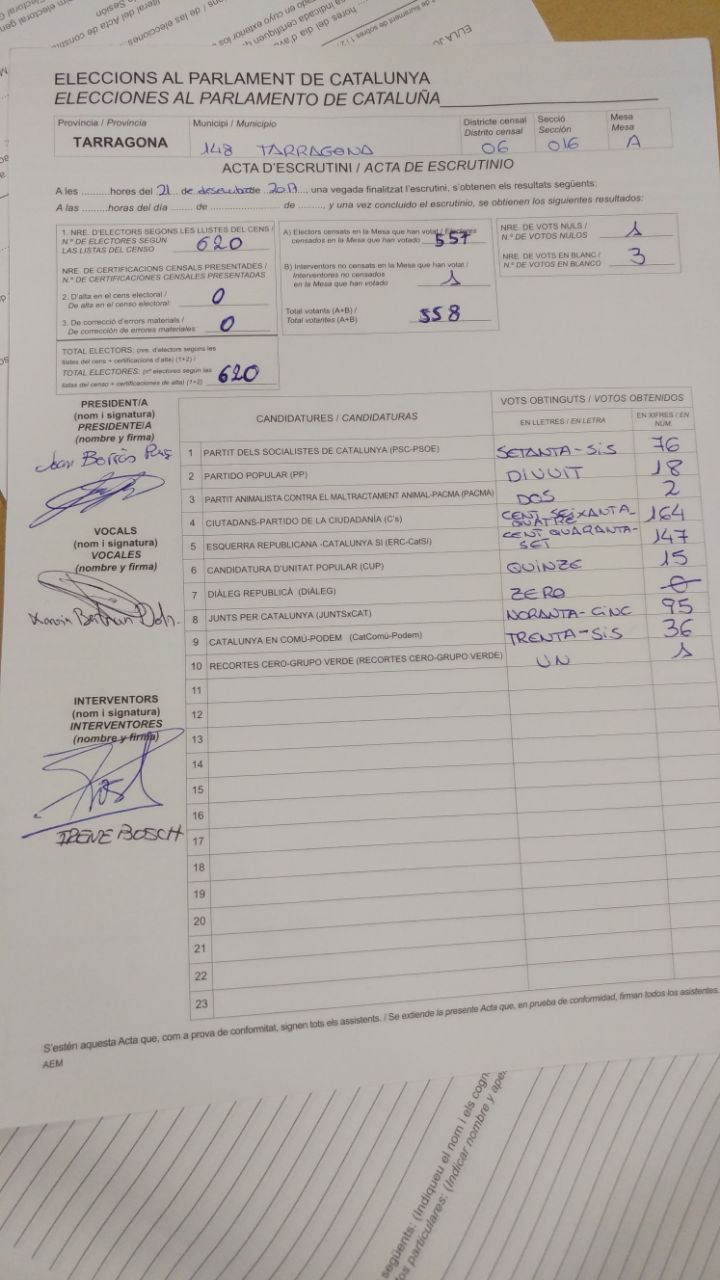 ELECCIONS AL PARLAMENT DE CATALUNYA
ELECCIONES AL PARLAMENTO DE CATALUÑA
Província / Provincia
TARRAGONA
Municipi / Municipio
148 TARRAGONA
Districte censal
Distrito censal
06
Secció
Sección
016
Mesa
Mesa
A
ACTA D'ESCRUTINI / ACTA DE ESCRUTINIO
A les ..........hores del 21 de desembre de 2017, una vegada finalitzat l'escrutini, s'obtenen els resultats següents:
A las .........horas del día ........ de ........................ de ........., y una vez concluido el escrutinio, se obtienen los siguientes resultados:
1. NRE. D'ELECTORS SEGONS LES LLISTES DEL CENS /
N.º DE ELECTORES SEGÚN
LAS LISTAS DEL CENSO
620
NRE. DE CERTIFICACIONS CENSALS PRESENTADES /
N.º DE CERTIFICACIONES CENSALES PRESENTADAS
2. D'alta en el cens electoral /
De alta en el censo electoral:
0
3. De correcció d'errors materials /
De corrección de errores materiales:
0
TOTAL ELECTORS: (nre. d'electors segons les
llistes del cens + certificacions d'alta) (1+2) /
TOTAL ELECTORES: (nº electores según las
listas del censo + certificaciones de alta) (1+2)
620
A) Electors censats en la Mesa que han votat / Electores
censados en la Mesa que han votado
557
B) Interventors no censats en la Mesa que han votat /
Interventores no censados
en la Mesa que han votado
1
Total votants (A+B) /
Total votantes (A+B)
558
NRE. DE VOTS NULS /
N.º DE VOTOS NULOS
1
NRE. DE VOTS EN BLANC /
N.º DE VOTOS EN BLANCO
3
PRESIDENT/A
(nom i signatura)
PRESIDENTE/A
(nombre y firma)
Joan Borràs
VOCALS
(nom i signatura)
VOCALES
(nombre y firma)
INTERVENTORS
(nom i signatura)
INTERVENTORES
(nombre y firma)
IRENE BOSCH
CANDIDATURES / CANDIDATURAS
VOTS OBTINGUTS / VOTOS OBTENIDOS
EN LLETRES / EN LETRA
EN XIFRES / EN NÚM.
1 PARTIT DELS SOCIALISTES DE CATALUNYA (PSC-PSOE) SETANTA-SIS 76
2 PARTIDO POPULAR (PP) DIVUIT 18
3 PARTIT ANIMALISTA CONTRA EL MALTRACTAMENT ANIMAL-PACMA (PACMA) DOS 2
4 CIUTADANS-PARTIDO DE LA CIUDADANÍA (C's) CENT SEIXANTA-QUATRE 164
5 ESQUERRA REPUBLICANA -CATALUNYA SI (ERC-CatSí) CENT QUARANTA-SET 147
6 CANDIDATURA D'UNITAT POPULAR (CUP) QUINZE 15
7 DIÀLEG REPUBLICÀ (DIÀLEG) ZERO 0
8 JUNTS PER CATALUNYA (JUNTSxCAT) NORANTA-CINC 95
9 CATALUNYA EN COMÚ-PODEM (CatComú-Podem) TRENTA-SIS 36
10 RECORTES CERO-GRUPO VERDE (RECORTES CERO-GRUPO VERDE) UN 1
11
12
13
14
15
16
17
18
19
20
21
22
23
S'estén aquesta Acta que, com a prova de conformitat, signen tots els assistents. / Se extiende la presente Acta que, en prueba de conformidad, firman todos los asistentes.
AEM
següents: (Indiqueu el nom i els cogn
os particulares: (Indicar nombre y ape